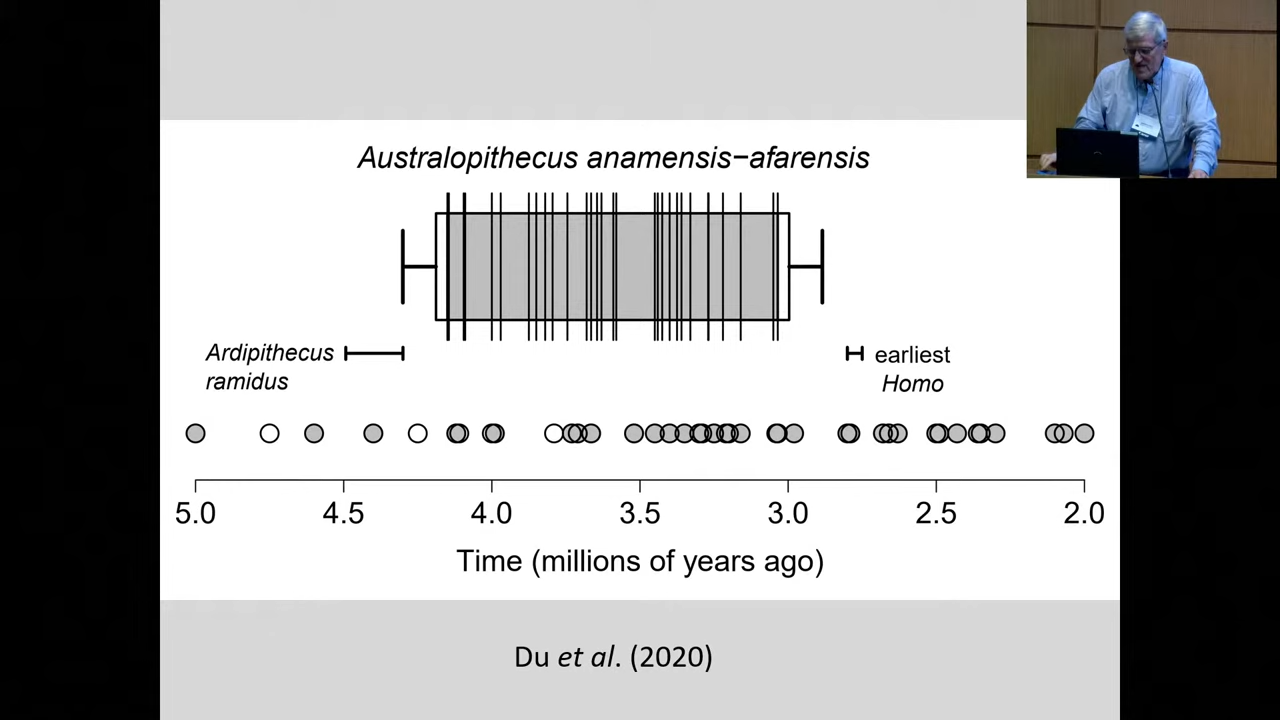 Australopithecus anamensis−afarensis
Ardipithecus
ramidus
earliest
Homo
5.0 4.5 4.0 3.5 3.0 2.5 2.0
Time (millions of years ago)
Du et al. (2020)